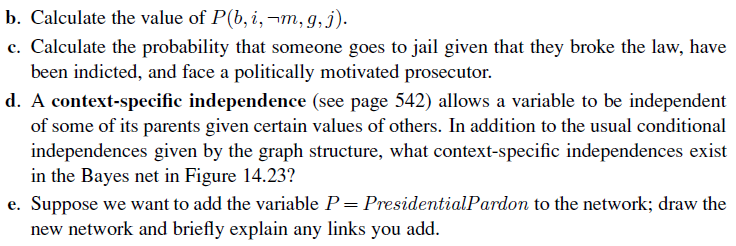 b. Calculate the value of P(b, i, ¬m, g, j).
c. Calculate the probability that someone goes to jail given that they broke the law, have
been indicted, and face a politically motivated prosecutor.
d. A context-specific independence (see page 542) allows a variable to be independent
of some of its parents given certain values of others. In addition to the usual conditional
independences given by the graph structure, what context-specific independences exist
in the Bayes net in Figure 14.23?
e. Suppose we want to add the variable P = PresidentialPardon to the network; draw the
new network and briefly explain any links you add.